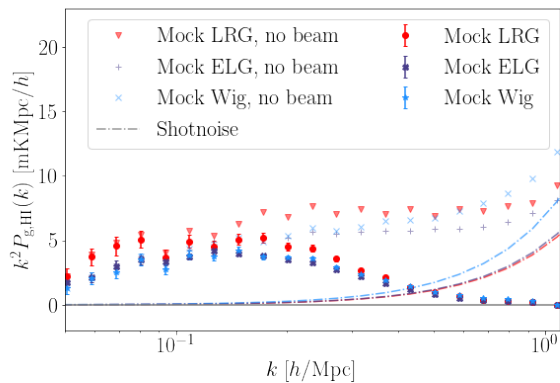 Mock LRG, no beam
Mock ELG, no beam
Mock Wig, no beam
Shotnoise
Mock LRG
Mock ELG
Mock Wig
k²P_{g,HI}(k) [mKMpc/h]
20
15
10
5
0
10⁻¹
10⁰
k [h/Mpc]